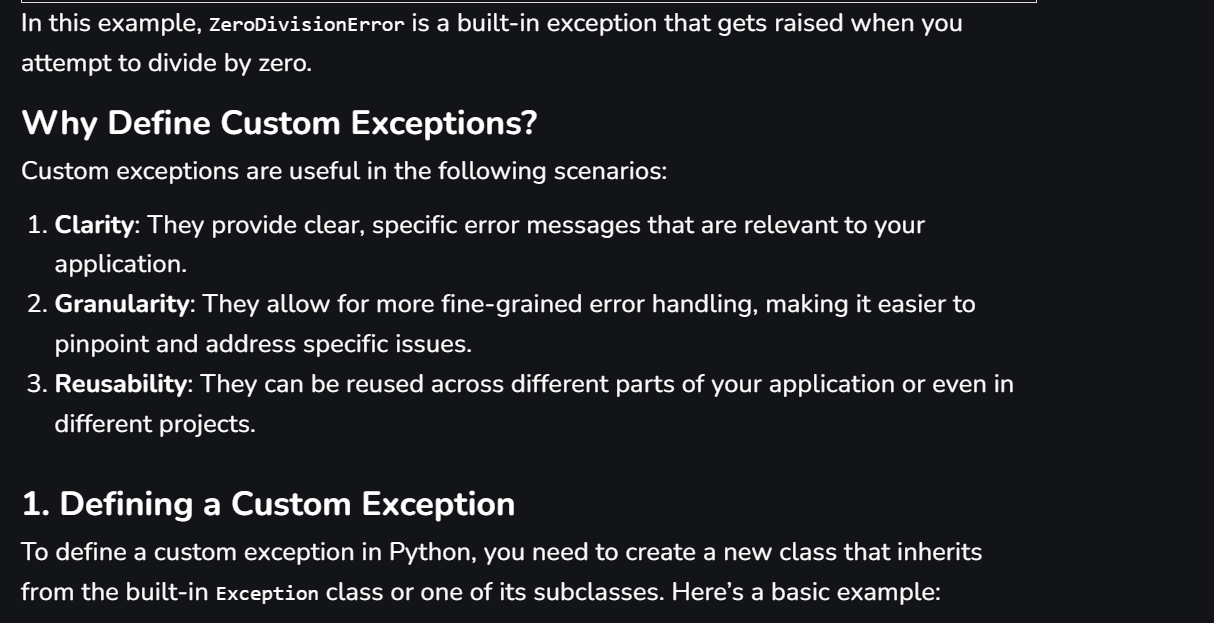 In this example, ZeroDivisionError is a built-in exception that gets raised when you
attempt to divide by zero.
Why Define Custom Exceptions?
Custom exceptions are useful in the following scenarios:
1. Clarity: They provide clear, specific error messages that are relevant to your
application.
2. Granularity: They allow for more fine-grained error handling, making it easier to
pinpoint and address specific issues.
3. Reusability: They can be reused across different parts of your application or even in
different projects.
1. Defining a Custom Exception
To define a custom exception in Python, you need to create a new class that inherits
from the built-in Exception class or one of its subclasses. Here’s a basic example: